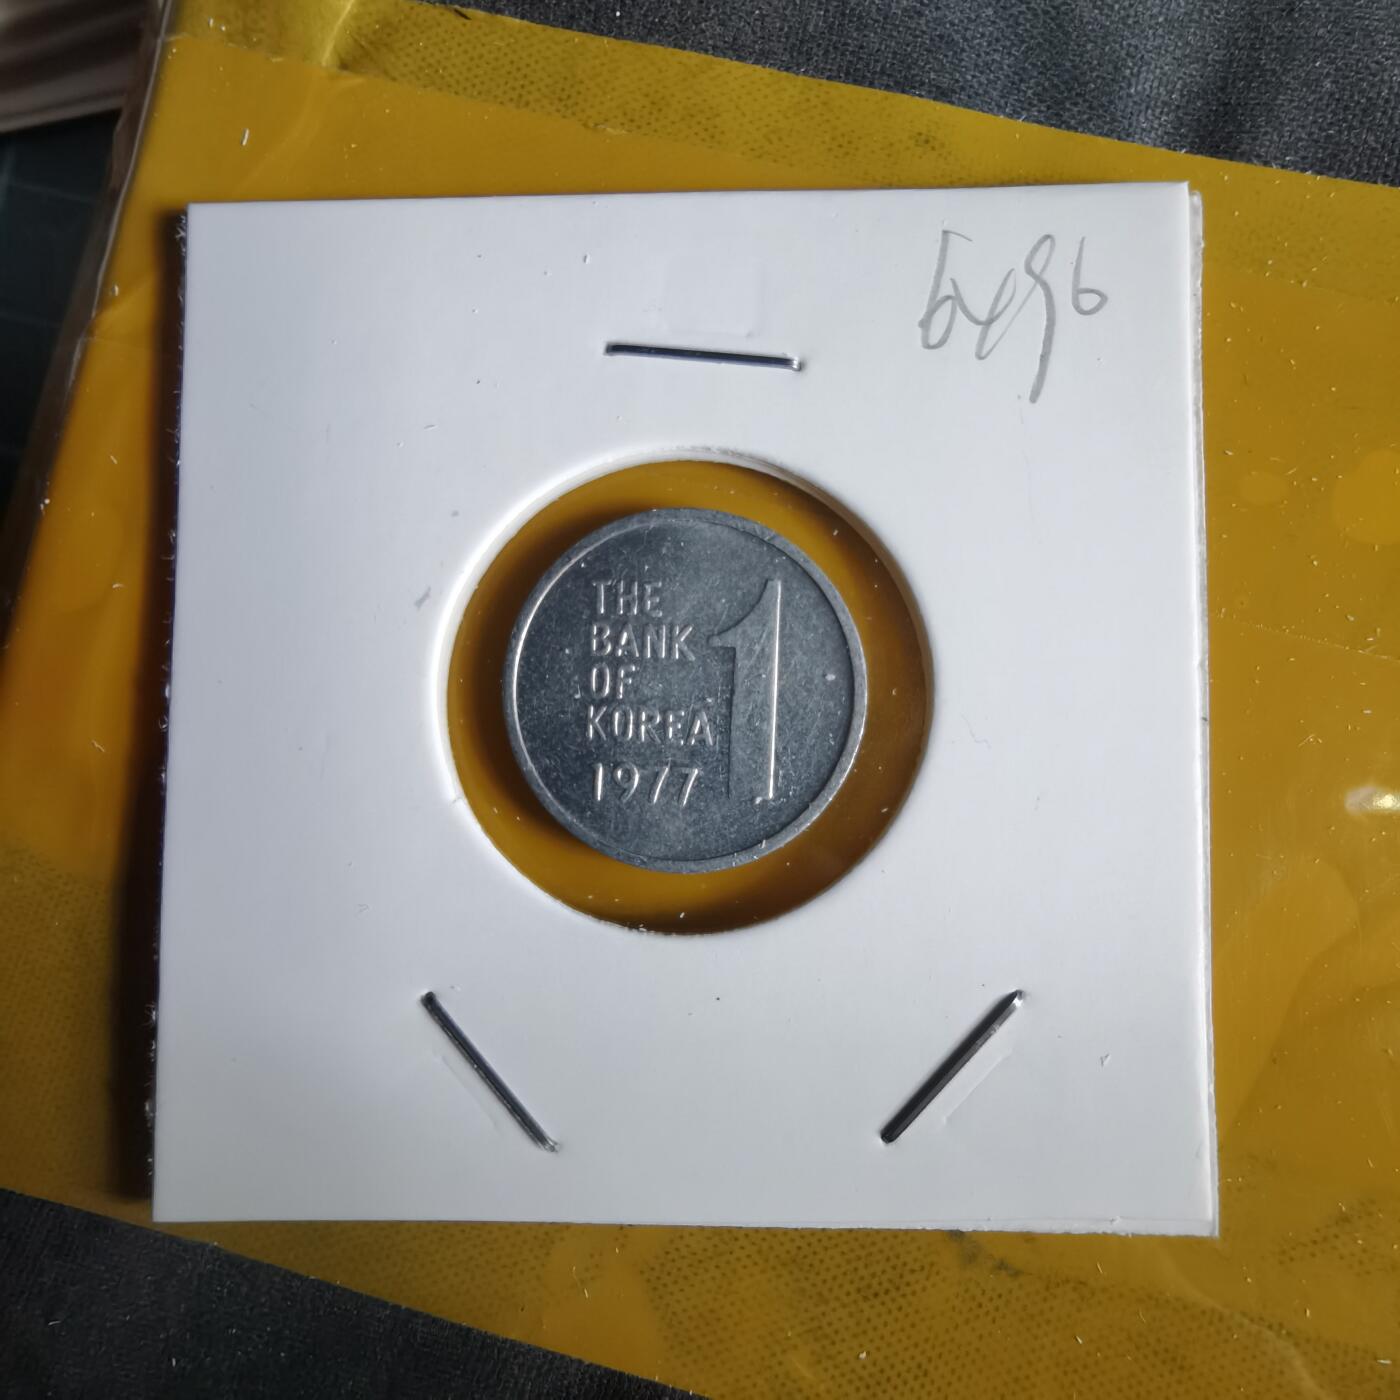 THE
BANK
OF
KOREA
1977
1